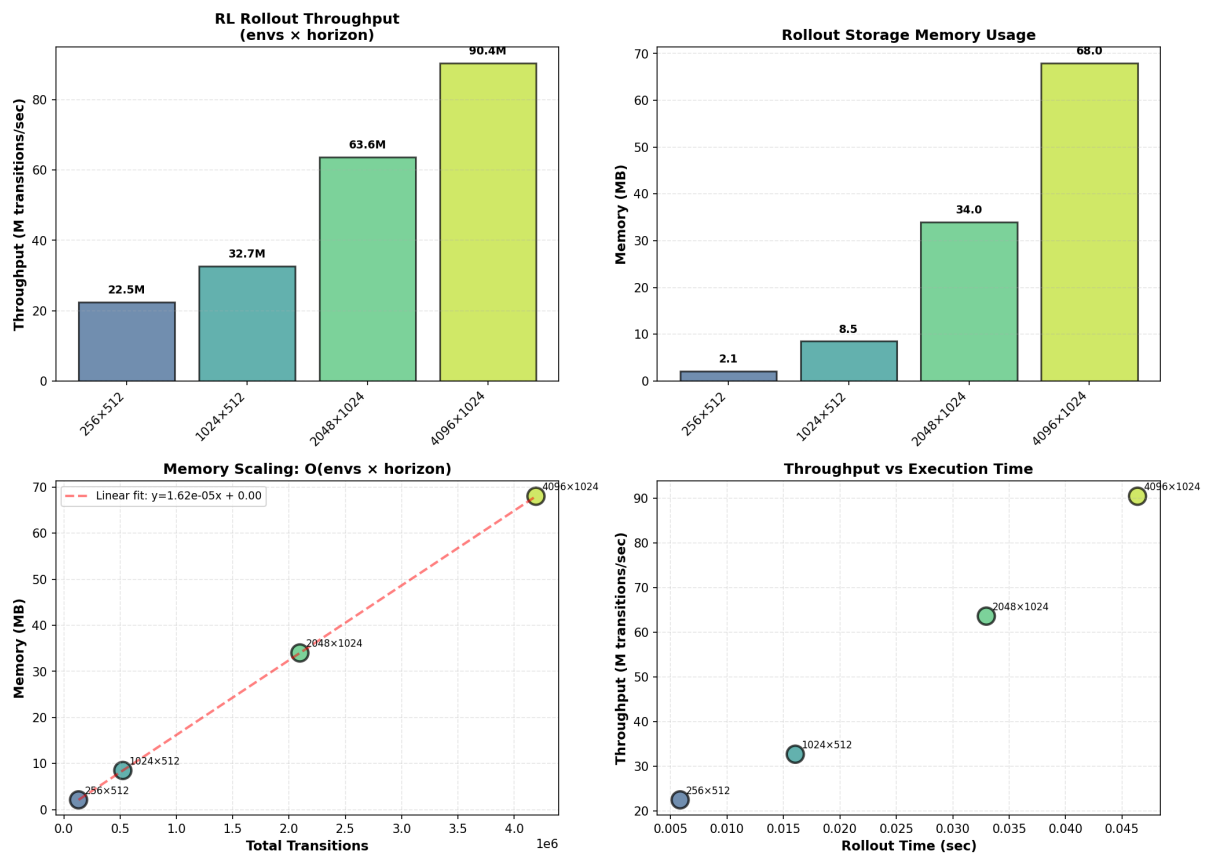 RL Rollout Throughput
(envs × horizon)
Throughput (M transitions/sec)
80
60
40
20
0
22.5M
32.7M
63.6M
90.4M
256×512
1024×512
2048×1024
4096×1024
Rollout Storage Memory Usage
Memory (MB)
70
60
50
40
30
20
10
0
2.1
8.5
34.0
68.0
256×512
1024×512
2048×1024
4096×1024
Memory Scaling: O(envs × horizon)
Linear fit: y=1.62e-05x + 0.00
Memory (MB)
70
60
50
40
30
20
10
0
4096×1024
2048×1024
1024×512
256×512
0.0 0.5 1.0 1.5 2.0 2.5 3.0 3.5 4.0
1e6
Total Transitions
Throughput vs Execution Time
Throughput (M transitions/sec)
90
80
70
60
50
40
30
20
4096×1024
2048×1024
1024×512
256×512
0.005 0.010 0.015 0.020 0.025 0.030 0.035 0.040 0.045
Rollout Time (sec)